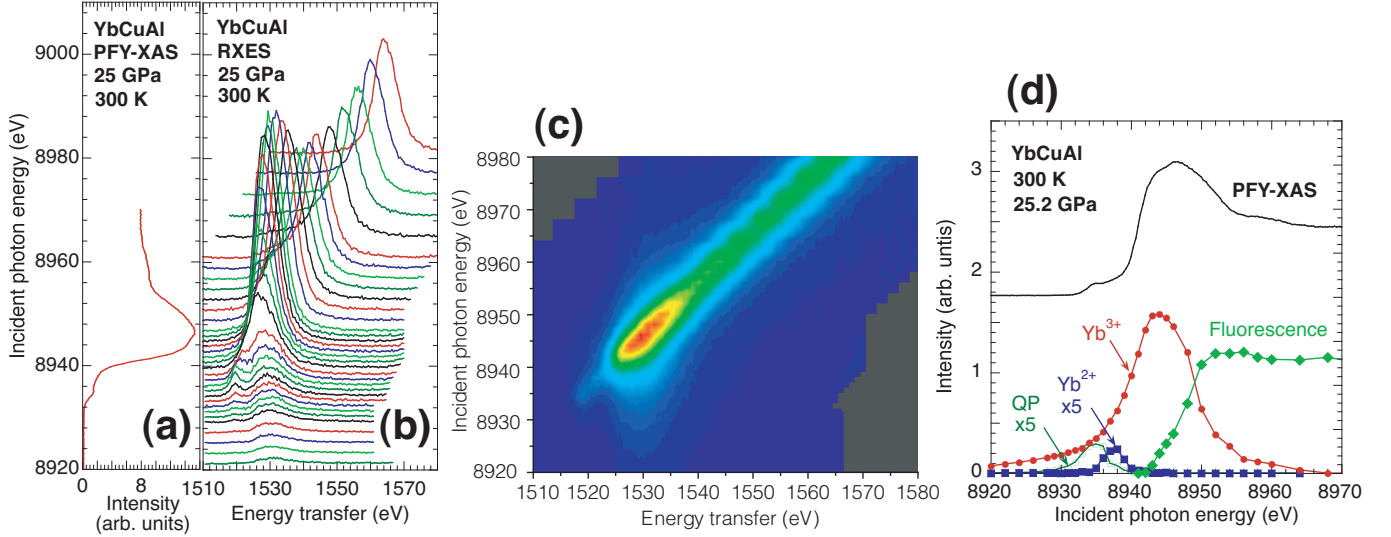 YbCuAl
PFY-XAS
25 GPa
300 K
9000
8980
8960
8940
8920
Incident photon energy (eV)
0
8
Intensity
(arb. units)
(a)
YbCuAl
RXES
25 GPa
300 K
1510
1530
1550
1570
Energy transfer (eV)
(b)
(c)
8980
8970
8960
8950
8940
8930
8920
Incident photon energy (eV)
1510
1520
1530
1540
1550
1560
1570
1580
Energy transfer (eV)
(d)
YbCuAl
300 K
25.2 GPa
PFY-XAS
3
2
1
0
Intensity (arb. untis)
Yb3+
Fluorescence
Yb2+
x5
QP
x5
8920
8930
8940
8950
8960
8970
Incident photon energy (eV)